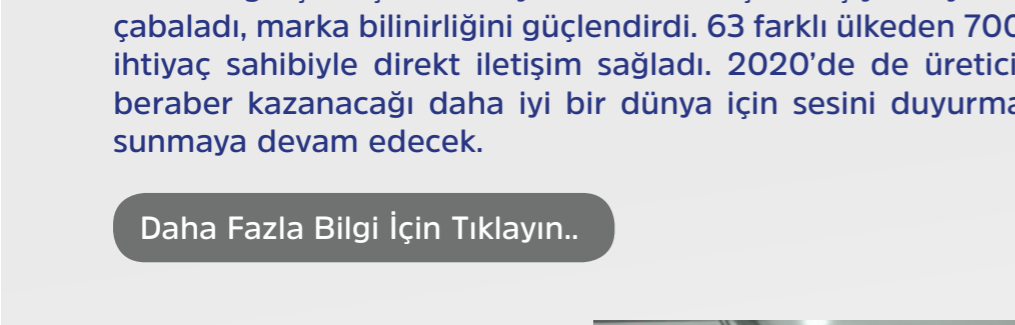 çabaladı, marka bilinirliğini güçlendirdi. 63 farklı ülkeden
ihtiyaç sahibiyle direkt iletişim sağladı. 2020’de de üretici
beraber kazanacağı daha iyi bir dünya için sesini
sunmaya devam edecek.
Daha Fazla Bilgi İçin Tıklayın..